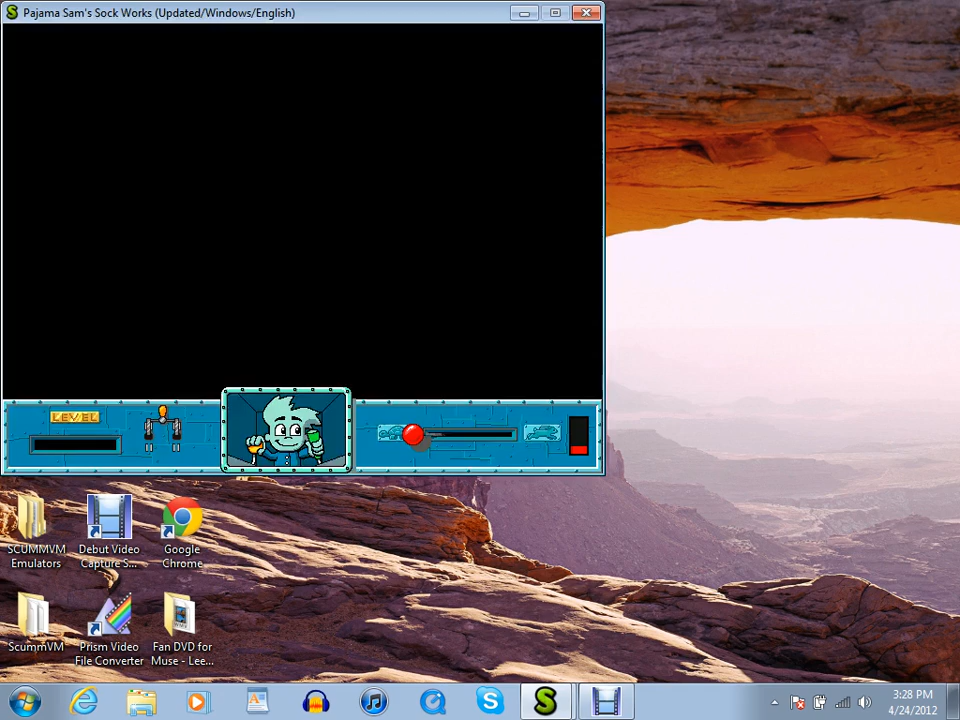 Pajama Sam's Sock Works (Updated/Windows/English)
LEVEL
SCUMMVM
Emulators
Debut Video
Capture S...
Google
Chrome
ScummVM
Prism Video
File Converter
Fan DVD for
Muse - Lee...
3:28 PM
4/24/2012